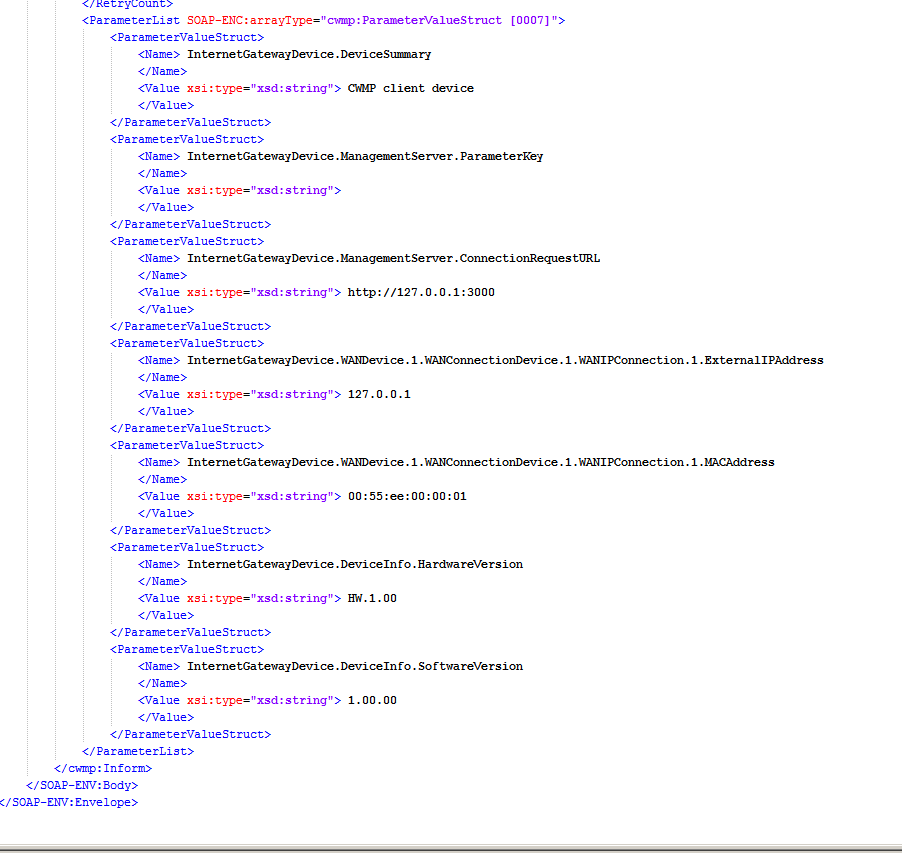 </RetryCount>
<ParameterList SOAP-ENC:arrayType="cwmp:ParameterValueStruct [0007]">
<ParameterValueStruct>
<Name> InternetGatewayDevice.DeviceSummary
</Name>
<Value xsi:type="xsd:string"> CWMP client device
</Value>
</ParameterValueStruct>
<ParameterValueStruct>
<Name> InternetGatewayDevice.ManagementServer.ParameterKey
</Name>
<Value xsi:type="xsd:string">
</Value>
</ParameterValueStruct>
<ParameterValueStruct>
<Name> InternetGatewayDevice.ManagementServer.ConnectionRequestURL
</Name>
<Value xsi:type="xsd:string"> http://127.0.0.1:3000
</Value>
</ParameterValueStruct>
<ParameterValueStruct>
<Name> InternetGatewayDevice.WANDevice.1.WANConnectionDevice.1.WANIPConnection.1.ExternalIPAddress
</Name>
<Value xsi:type="xsd:string"> 127.0.0.1
</Value>
</ParameterValueStruct>
<ParameterValueStruct>
<Name> InternetGatewayDevice.WANDevice.1.WANConnectionDevice.1.WANIPConnection.1.MACAddress
</Name>
<Value xsi:type="xsd:string"> 00:55:ee:00:00:01
</Value>
</ParameterValueStruct>
<ParameterValueStruct>
<Name> InternetGatewayDevice.DeviceInfo.HardwareVersion
</Name>
<Value xsi:type="xsd:string"> HW.1.00
</Value>
</ParameterValueStruct>
<ParameterValueStruct>
<Name> InternetGatewayDevice.DeviceInfo.SoftwareVersion
</Name>
<Value xsi:type="xsd:string"> 1.00.00
</Value>
</ParameterValueStruct>
</ParameterList>
</cwmp:Inform>
</SOAP-ENV:Body>
</SOAP-ENV:Envelope>